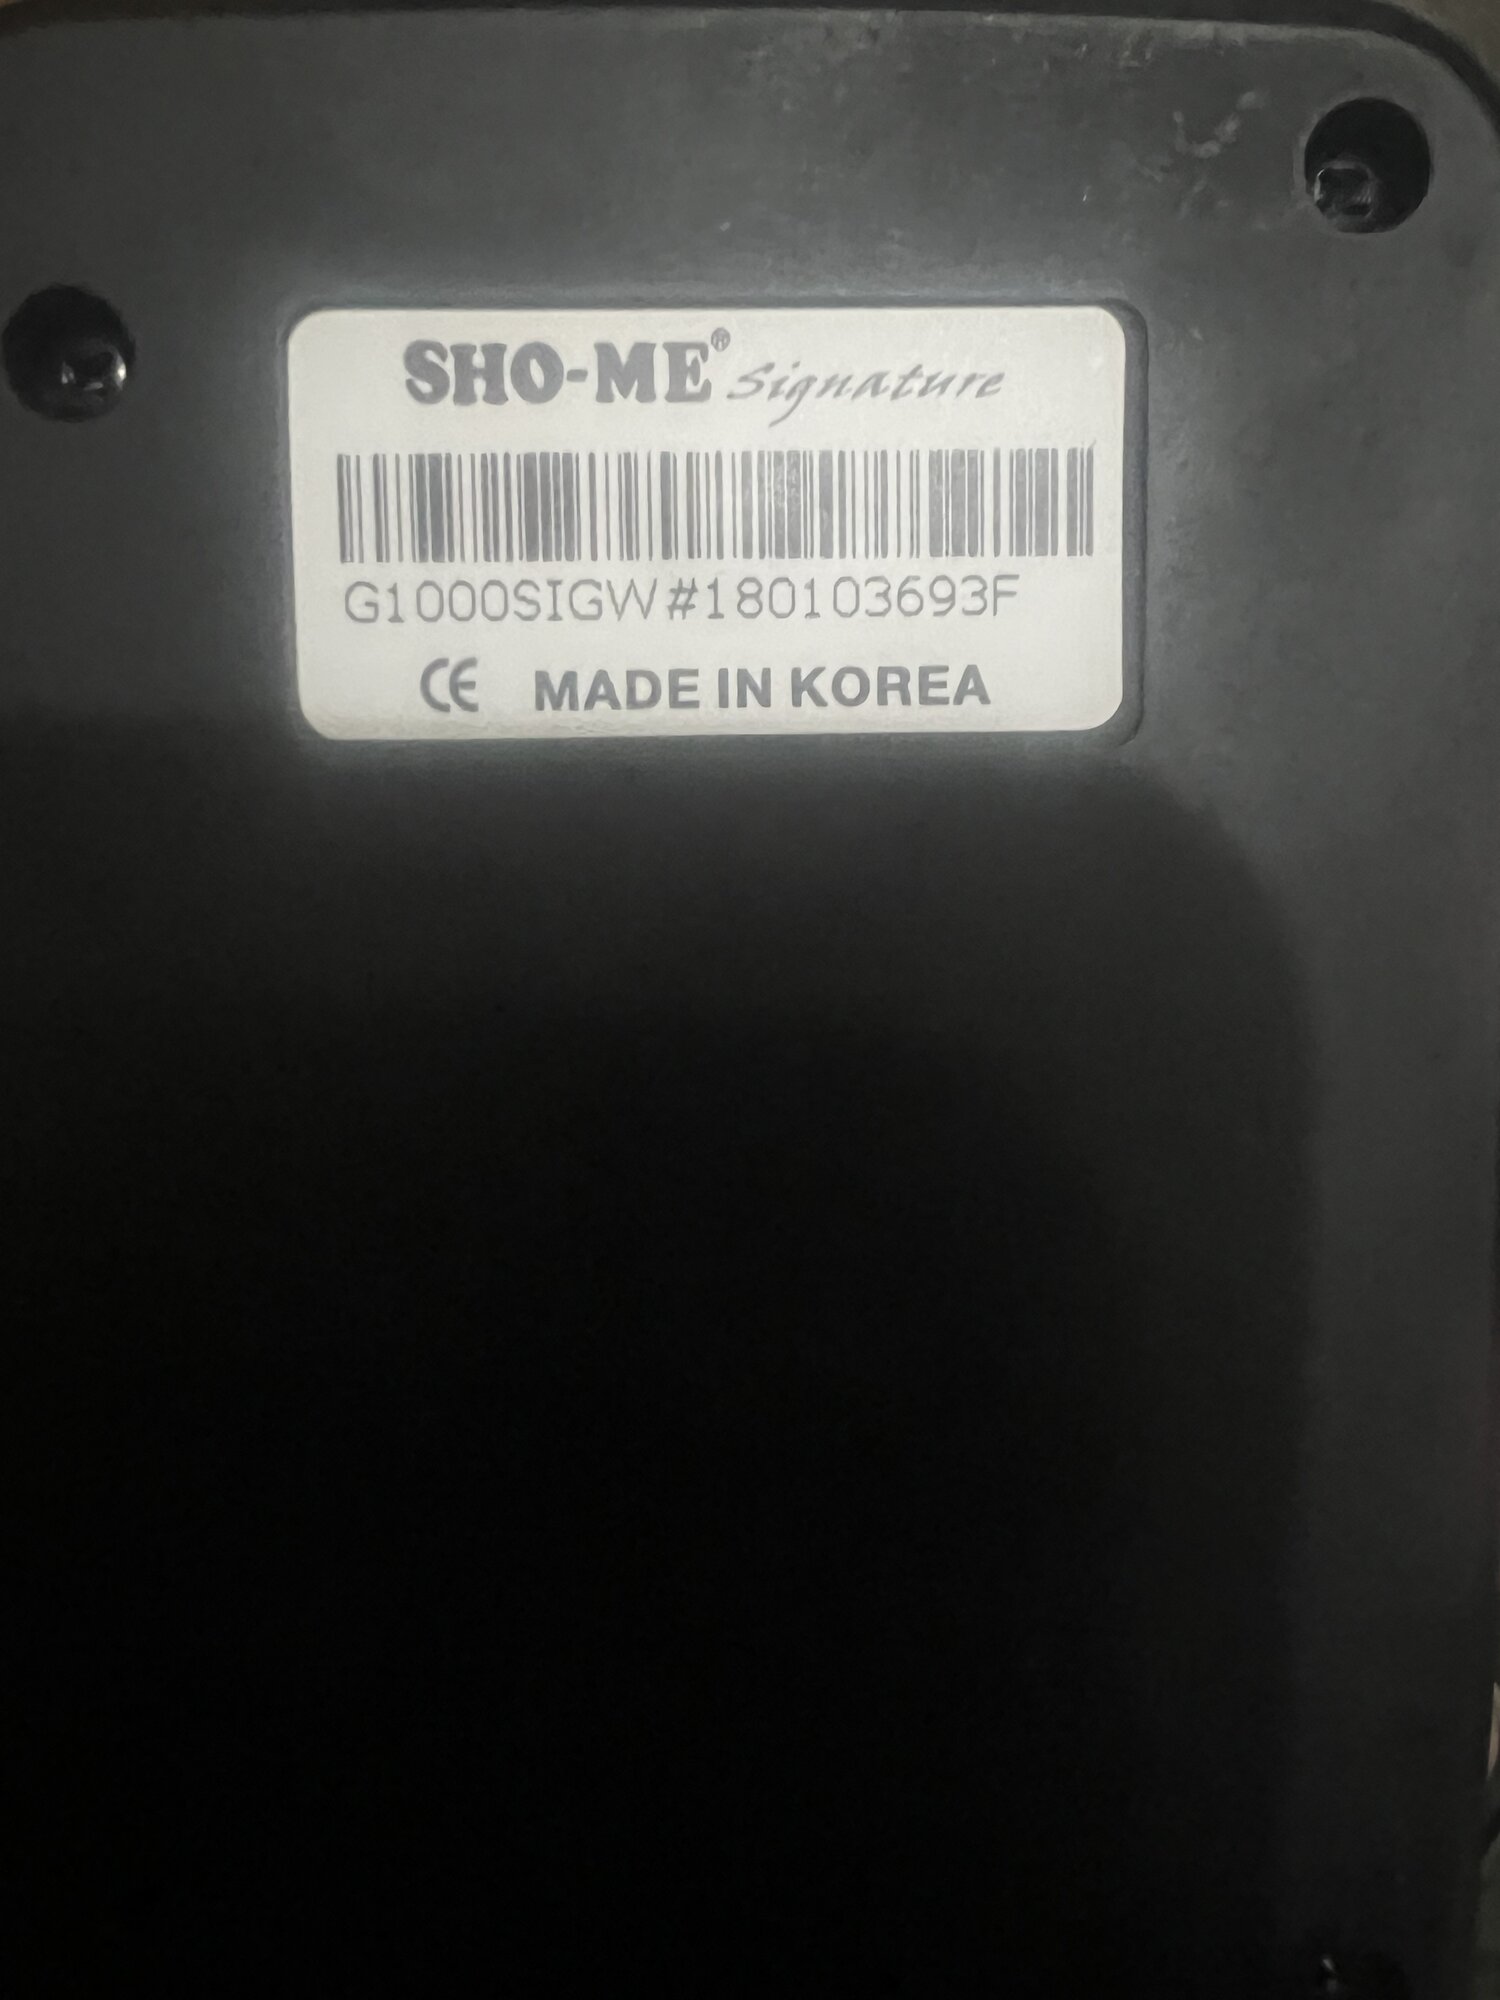 SHO-ME® Signature
G1000SIGW#180103693F
CE MADE IN KOREA